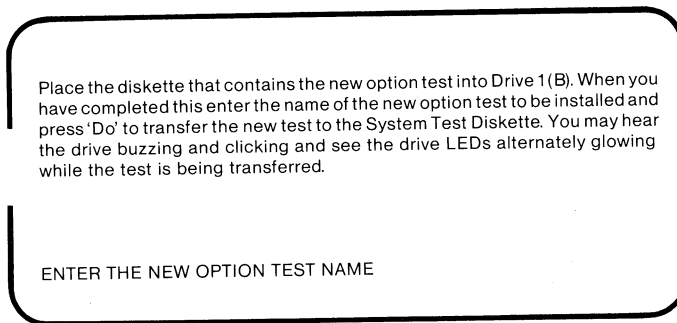 Place the diskette that contains the new option test into Drive 1(B). When you
have completed this enter the name of the new option test to be installed and
press ‘Do’ to transfer the new test to the System Test Diskette. You may hear
the drive buzzing and clicking and see the drive LEDs alternately glowing
while the test is being transferred.
ENTER THE NEW OPTION TEST NAME